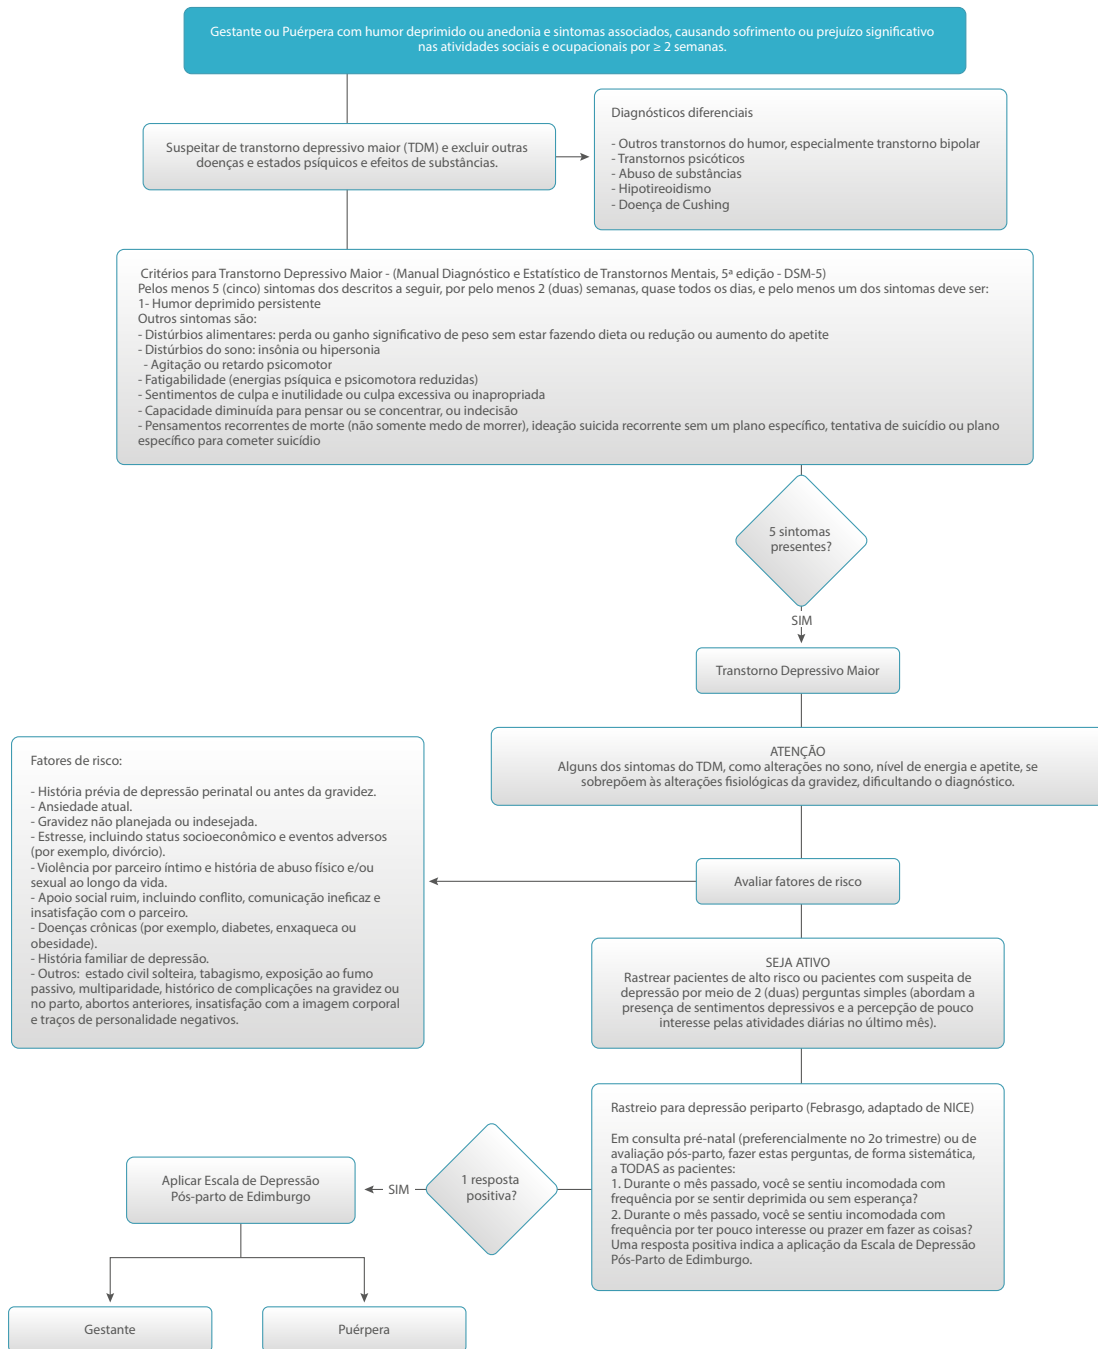 Gestante ou Puérpera com humor deprimido ou anedonia e sintomas associados, causando sofrimento ou prejuízo significativo
nas atividades sociais e ocupacionais por ≥ 2 semanas.
Suspeitar de transtorno depressivo maior (TDM) e excluir outras
doenças e estados psíquicos e efeitos de substâncias.
Diagnósticos diferenciais
- Outros transtornos do humor, especialmente transtorno bipolar
- Transtornos psicóticos
- Abuso de substâncias
- Hipotireoidismo
- Doença de Cushing
Critérios para Transtorno Depressivo Maior - (Manual Diagnóstico e Estatístico de Transtornos Mentais, 5ª edição - DSM-5)
Pelo menos 5 (cinco) sintomas dos descritos a seguir, por pelo menos 2 (duas) semanas, quase todos os dias, e pelo menos um dos sintomas deve ser:
1- Humor deprimido persistente
Outros sintomas são:
- Distúrbios alimentares: perda ou ganho significativo de peso sem estar fazendo dieta ou redução ou aumento do apetite
- Distúrbios do sono: insônia ou hipersonia
- Agitação ou retardo psicomotor
- Fatigabilidade (energias psíquica e psicomotora reduzidas)
- Sentimentos de culpa e inutilidade ou culpa excessiva ou inapropriada
- Capacidade diminuída para pensar ou se concentrar, ou indecisão
- Pensamentos recorrentes de morte (não somente medo de morrer), ideação suicida recorrente sem um plano específico, tentativa de suicídio ou plano
específico para cometer suicídio
5 sintomas
presentes?
SIM
Transtorno Depressivo Maior
ATENÇÃO
Alguns dos sintomas do TDM, como alterações no sono, nível de energia e apetite, se
sobrepõem às alterações fisiológicas da gravidez, dificultando o diagnóstico.
Avaliar fatores de risco
Fatores de risco:
- História prévia de depressão perinatal ou antes da gravidez.
- Ansiedade atual.
- Gravidez não planejada ou indesejada.
- Estresse, incluindo status socioeconômico e eventos adversos
(por exemplo, divórcio).
- Violência por parceiro íntimo e história de abuso físico e/ou
sexual ao longo da vida.
- Apoio social ruim, incluindo conflito, comunicação ineficaz e
insatisfação com o parceiro.
- Doenças crônicas (por exemplo, diabetes, enxaqueca ou
obesidade).
- História familiar de depressão.
- Outros: estado civil solteira, tabagismo, exposição ao fumo
passivo, multiparidade, histórico de complicações na gravidez ou
no parto, abortos anteriores, insatisfação com a imagem corporal
e traços de personalidade negativos.
SEJA ATIVO
Rastrear pacientes de alto risco ou pacientes com suspeita de
depressão por meio de 2 (duas) perguntas simples (abordam a
presença de sentimentos depressivos e a percepção de pouco
interesse pelas atividades diárias no último mês).
Rastreio para depressão periparto (Febrasgo, adaptado de NICE)
Em consulta pré-natal (preferencialmente no 2o trimestre) ou de
avaliação pós-parto, fazer estas perguntas, de forma sistemática,
a TODAS as pacientes:
1. Durante o mês passado, você se sentiu incomodada com
frequência por se sentir deprimida ou sem esperança?
2. Durante o mês passado, você se sentiu incomodada com
frequência por ter pouco interesse ou prazer em fazer as coisas?
Uma resposta positiva indica a aplicação da Escala de Depressão
Pós-Parto de Edimburgo.
1 resposta
positiva?
SIM
Aplicar Escala de Depressão
Pós-parto de Edimburgo
Gestante
Puérpera